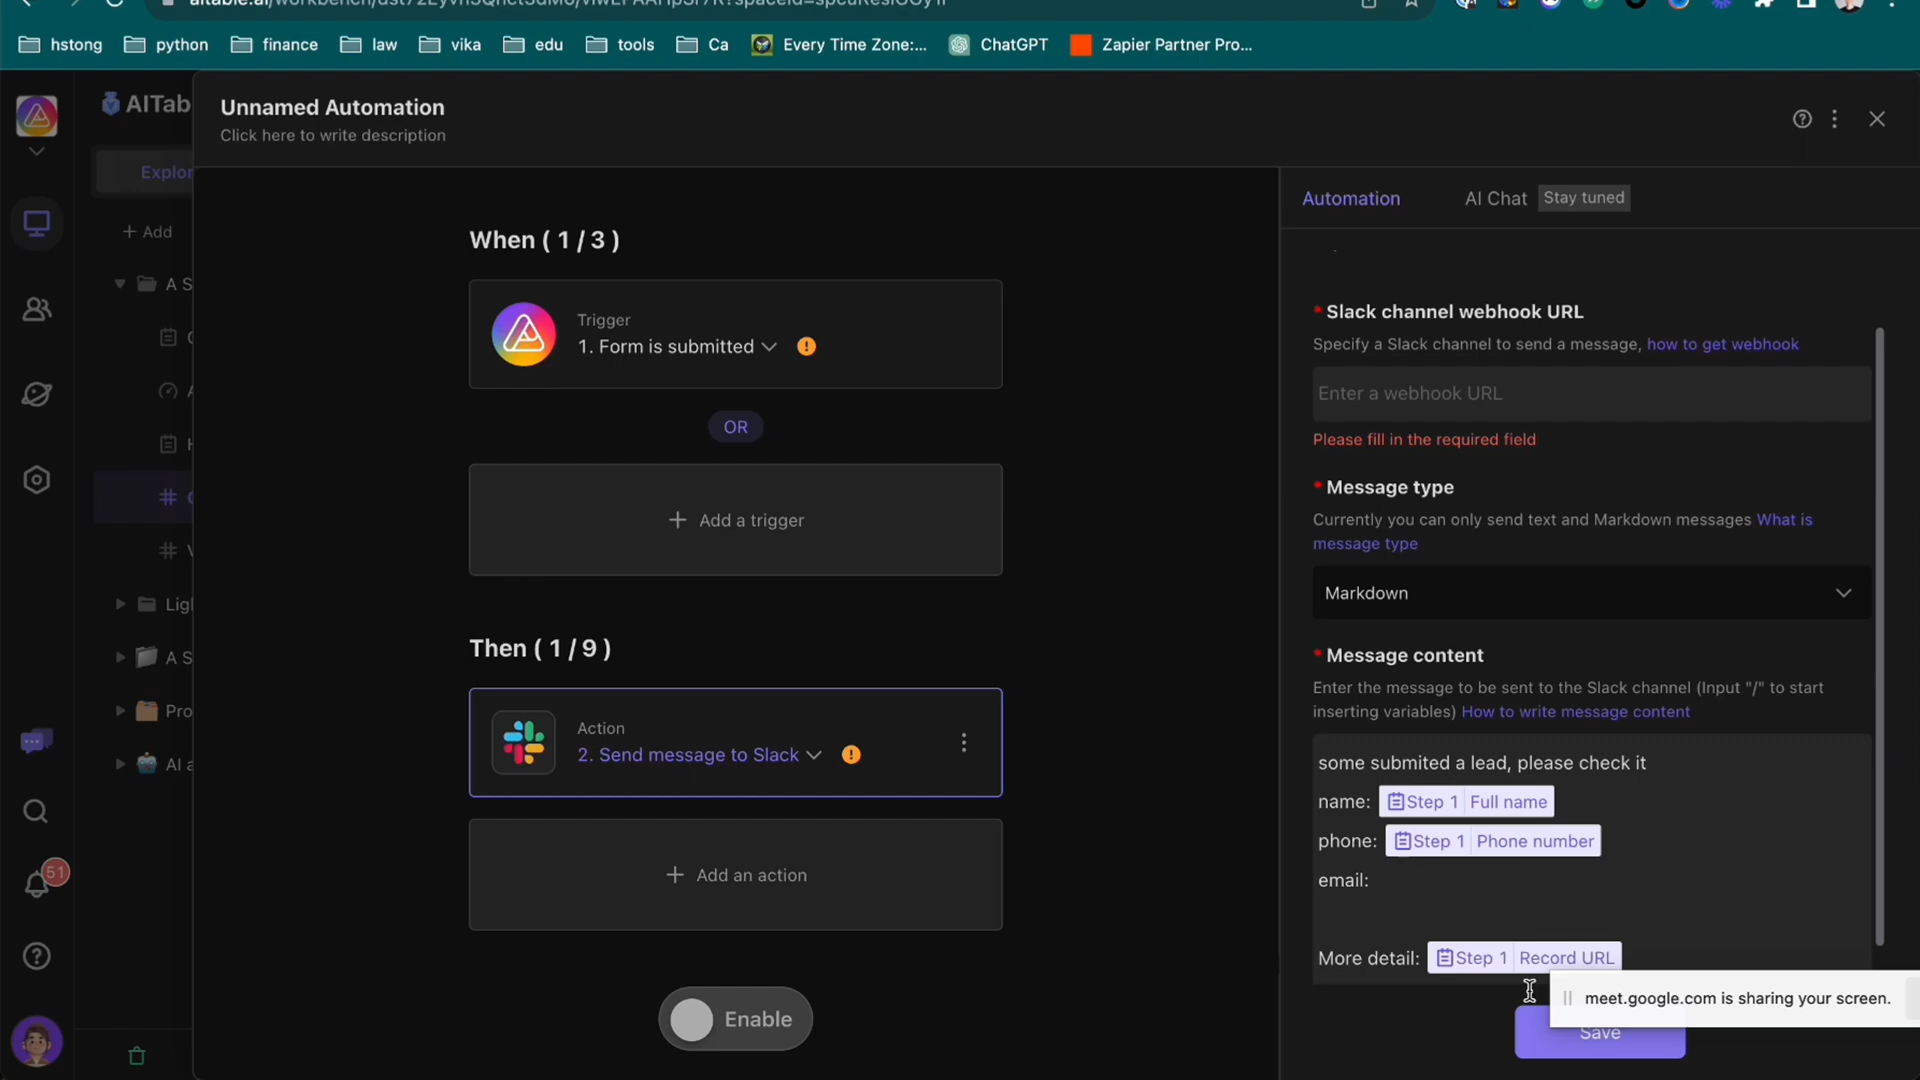 hstong
python
finance
law
vika
edu
tools
Ca
Every Time Zone:...
ChatGPT
Zapier Partner Pro...
AITab
Explor
+ Add
A S
Lig
A S
Pro
AI a
51
Unnamed Automation
Click here to write description
When ( 1 / 3 )
Trigger
1. Form is submitted
OR
+ Add a trigger
Then ( 1 / 9 )
Action
2. Send message to Slack
+ Add an action
Enable
Automation
AI Chat
Stay tuned
* Slack channel webhook URL
Specify a Slack channel to send a message, how to get webhook
Enter a webhook URL
Please fill in the required field
* Message type
Currently you can only send text and Markdown messages What is
message type
Markdown
* Message content
Enter the message to be sent to the Slack channel (Input "/" to start
inserting variables) How to write message content
some submited a lead, please check it
name: Step 1 Full name
phone: Step 1 Phone number
email:
More detail: Step 1 Record URL
meet.google.com is sharing your screen.
Save